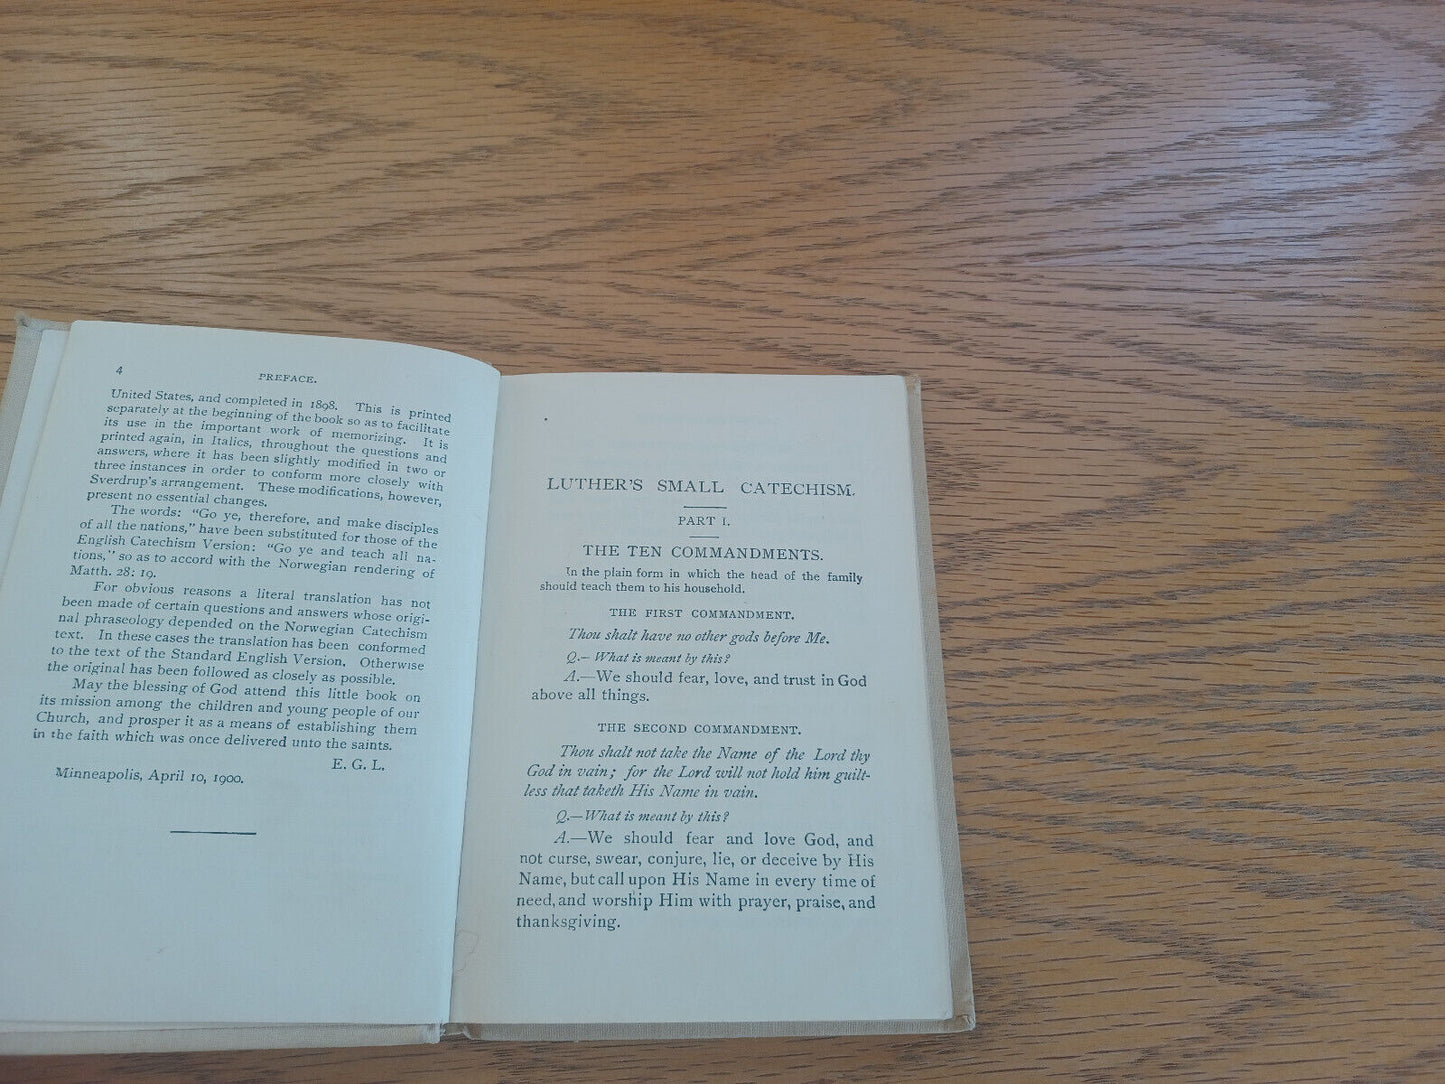 4
PREFACE.
United States, and completed in 1898. This is printed
separately at the beginning of the book so as to facilitate
its use in the important work of memorizing. It is
printed again, in Italics, throughout the questions and
answers, where it has been slightly modified in two or
three instances in order to conform more closely with
Sverdrup's arrangement. These modifications, however,
present no essential changes.
The words: "Go ye, therefore, and make disciples
of all the nations," have been substituted for those of the
English Catechism Version: "Go ye and teach all na-
tions," so as to accord with the Norwegian rendering of
Matth. 28: 19.
For obvious reasons a literal translation has not
been made of certain questions and answers whose origi-
nal phraseology depended on the Norwegian Catechism
text. In these cases the translation has been conformed
to the text of the Standard English Version. Otherwise
the original has been followed as closely as possible.
May the blessing of God attend this little book on
its mission among the children and young people of our
Church, and prosper it as a means of establishing them
in the faith which was once delivered unto the saints.
E. G. L.
Minneapolis, April 10, 1900.
LUTHER'S SMALL CATECHISM.
PART I.
THE TEN COMMANDMENTS.
In the plain form in which the head of the family
should teach them to his household.
THE FIRST COMMANDMENT.
Thou shalt have no other gods before Me.
Q.— What is meant by this?
A.—We should fear, love, and trust in God
above all things.
THE SECOND COMMANDMENT.
Thou shalt not take the Name of the Lord thy
God in vain; for the Lord will not hold him guilt-
less that taketh His Name in vain.
Q.—What is meant by this?
A.—We should fear and love God, and
not curse, swear, conjure, lie, or deceive by His
Name, but call upon His Name in every time of
need, and worship Him with prayer, praise, and
thanksgiving.